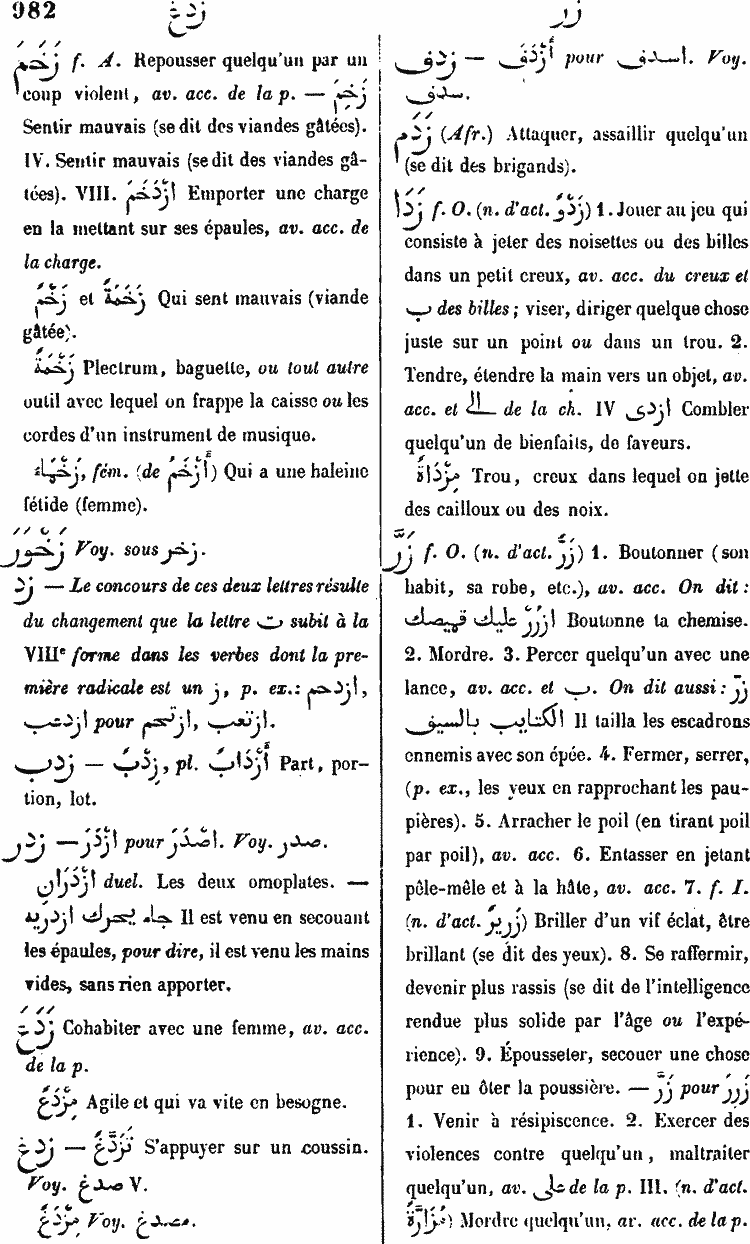 982
زدغ
زر
زَخَمَ f. A. Repousser quelqu'un par un
coup violent, av. acc. de la p. — زَخِمَ
Sentir mauvais (se dit des viandes gâtées).
IV. Sentir mauvais (se dit des viandes gâ-
tées). VIII. ازْدَخَمَ Emporter une charge
en la mettant sur ses épaules, av. acc. de
la charge.
زَخِمٌ et زَخِمَةٌ Qui sent mauvais (viande
gâtée).
زَخْمَةٌ Plectrum, baguette, ou tout autre
outil avec lequel on frappe la caisse ou les
cordes d'un instrument de musique.
زَخْمَاءُ, fém. (de أَزْخَمُ) Qui a une haleine
fétide (femme).
زَخْوَرَ Voy. sous زخر.
زد — Le concours de ces deux lettres résulte
du changement que la lettre ت subit à la
VIIIe forme dans les verbes dont la pre-
mière radicale est un ز, p. ex.: ازدحم,
ازدعب pour ازتحم, ازتعب.
زدب — زِدْبٌ, pl. أَزْدَابٌ Part, por-
tion, lot.
زدر — ازْدَرَ pour اصْدَرَ. Voy. صدر.
ازْدَرَانِ duel. Les deux omoplates. —
جاء يحرك ازدريه Il est venu en secouant
les épaules, pour dire, il est venu les mains
vides, sans rien apporter.
زَدَعَ Cohabiter avec une femme, av. acc.
de la p.
مِزْدَعٌ Agile et qui va vite en besogne.
زدغ — تَزَدَّغَ S'appuyer sur un coussin.
Voy. صدغ V.
مِزْدَغٌ Voy. مصدغ.
زدف — أَزْدَفَ pour اسدف. Voy.
سدف.
زَدَمَ (Afr.) Attaquer, assaillir quelqu'un
(se dit des brigands).
زَدَا f. O. (n. d'act. زَدْوٌ) 1. Jouer au jeu qui
consiste à jeter des noisettes ou des billes
dans un petit creux, av. acc. du creux et
ب des billes; viser, diriger quelque chose
juste sur un point ou dans un trou. 2.
Tendre, étendre la main vers un objet, av.
acc. et الى de la ch. IV ازدى Combler
quelqu'un de bienfaits, de faveurs.
مِزْدَاةٌ Trou, creux dans lequel on jette
des cailloux ou des noix.
زَرَّ f. O. (n. d'act. زَرٌّ) 1. Boutonner (son
habit, sa robe, etc.), av. acc. On dit:
ازْرُرْ عليك قميصك Boutonne ta chemise.
2. Mordre. 3. Percer quelqu'un avec une
lance, av. acc. et ب. On dit aussi: زرّ
الكتايب بالسيف Il tailla les escadrons
ennemis avec son épée. 4. Fermer, serrer,
(p. ex., les yeux en rapprochant les pau-
pières). 5. Arracher le poil (en tirant poil
par poil), av. acc. 6. Entasser en jetant
pêle-mêle et à la hâte, av. acc. 7. f. I.
(n. d'act. زَرِيرٌ) Briller d'un vif éclat, être
brillant (se dit des yeux). 8. Se raffermir,
devenir plus rassis (se dit de l'intelligence
rendue plus solide par l'âge ou l'expé-
rience). 9. Épousseter, secouer une chose
pour en ôter la poussière. — زَرَّ pour زَرِرَ
1. Venir à résipiscence. 2. Exercer des
violences contre quelqu'un, maltraiter
quelqu'un, av. على de la p. III. (n. d'act.
مُزَارَّةٌ) Mordre quelqu'un, av. acc. de la p.